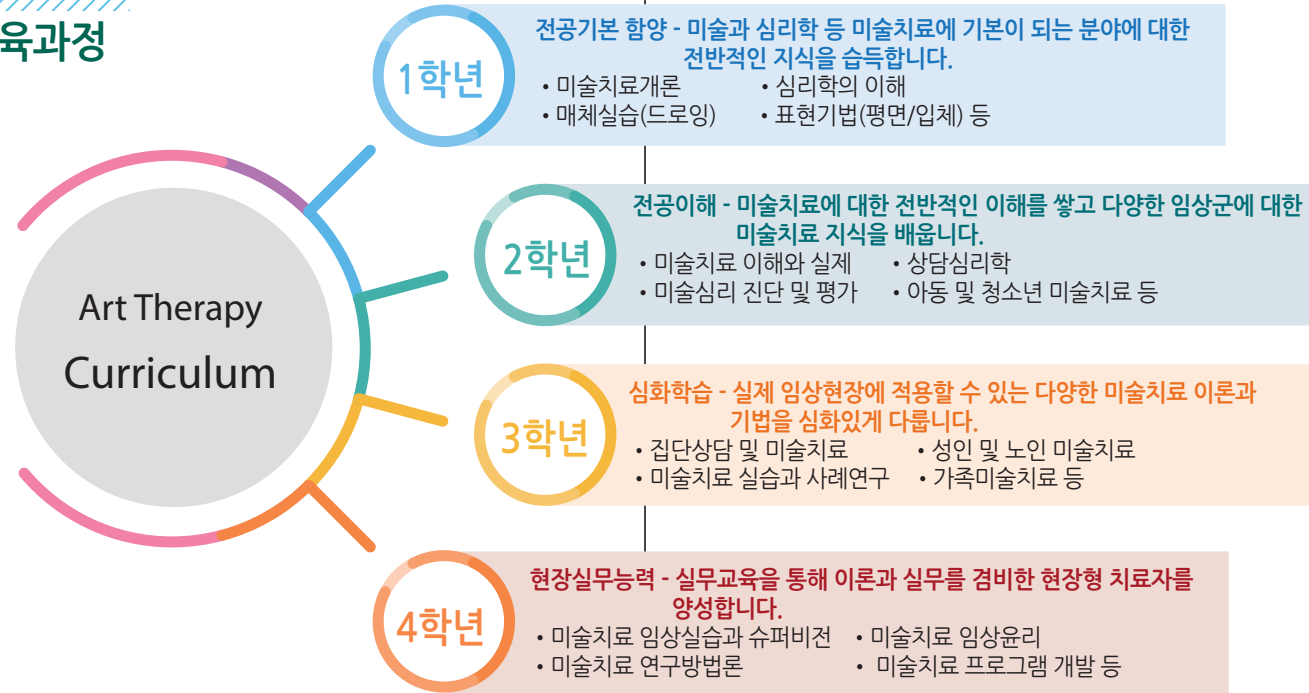 육과정
Art Therapy
Curriculum
1학년
전공기본 함양 - 미술과 심리학 등 미술치료에 기본이 되는 분야에 대한
전반적인 지식을 습득합니다.
• 미술치료개론 • 심리학의 이해
• 매체실습(드로잉) • 표현기법(평면/입체) 등
2학년
전공이해 - 미술치료에 대한 전반적인 이해를 쌓고 다양한 임상군에 대한
미술치료 지식을 배웁니다.
• 미술치료 이해와 실제 • 상담심리학
• 미술심리 진단 및 평가 • 아동 및 청소년 미술치료 등
3학년
심화학습 - 실제 임상현장에 적용할 수 있는 다양한 미술치료 이론과
기법을 심화있게 다룹니다.
• 집단상담 및 미술치료 • 성인 및 노인 미술치료
• 미술치료 실습과 사례연구 • 가족미술치료 등
4학년
현장실무능력 - 실무교육을 통해 이론과 실무를 겸비한 현장형 치료자를
양성합니다.
• 미술치료 임상실습과 슈퍼비전 • 미술치료 임상윤리
• 미술치료 연구방법론 • 미술치료 프로그램 개발 등